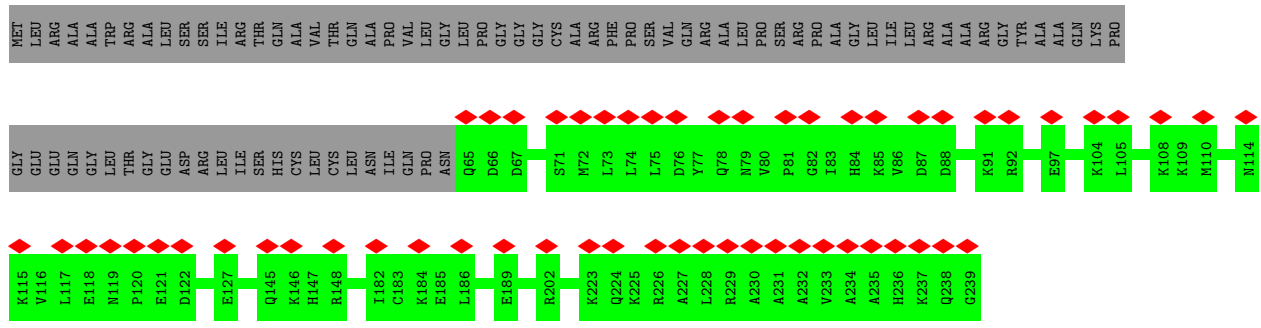 MET LEU ARG ALA ALA TRP ARG ALA LEU SER SER ILE ARG THR GLN ALA VAL THR GLN ALA PRO VAL LEU GLY LEU PRO GLY GLY GLY CYS ALA ARG PHE PRO SER VAL GLN ARG ALA LEU PRO SER ARG PRO ALA GLY LEU ILE LEU ARG ALA ALA ARG GLY TYR ALA ALA GLN LYS PRO
GLY GLU GLU GLN GLY LEU THR GLY GLU ASP ARG LEU ILE SER HIS CYS LEU CYS LEU ASN ILE GLN PRO ASN Q65 D66 D67 S71 M72 L73 L74 L75 D76 Y77 Q78 N79 V80 P81 G82 I83 H84 K85 V86 D87 D88 K91 R92 E97 K104 L105 K108 K109 M110 N114
K115 V116 L117 E118 N119 P120 E121 D122 E127 Q145 K146 H147 R148 I182 C183 K184 E185 L186 E189 R202 K223 Q224 K225 R226 A227 L228 R229 A230 A231 A232 V233 A234 A235 H236 K237 Q238 G239